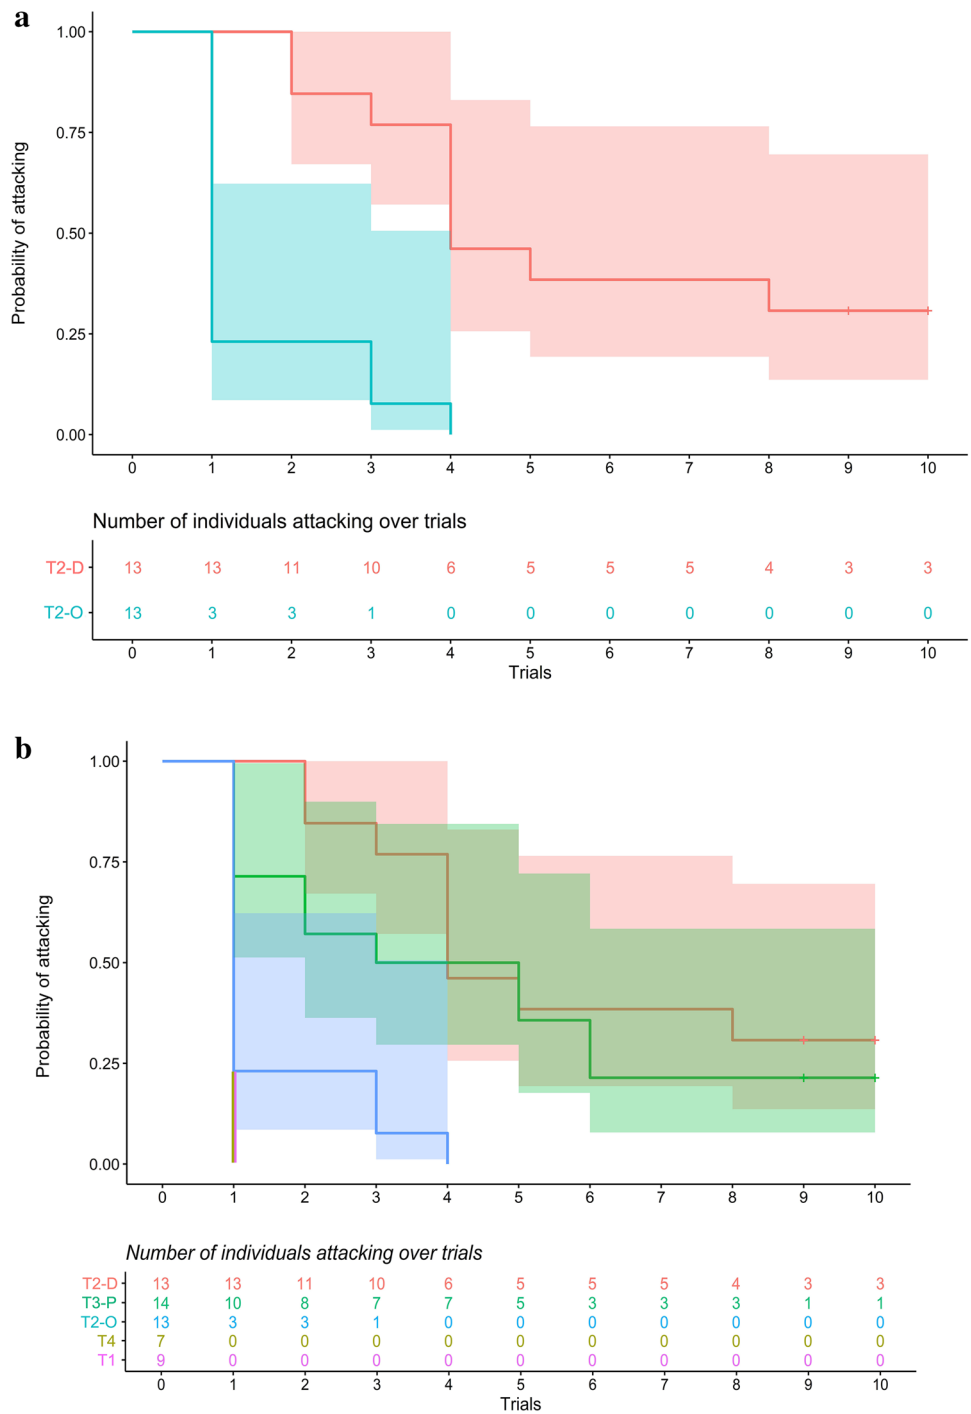 a
1.00
0.75
0.50
0.25
0.00
Probability of attacking
0 1 2 3 4 5 6 7 8 9 10
Number of individuals attacking over trials
T2-D 13 13 11 10 6 5 5 5 4 3 3
T2-O 13 3 3 1 0 0 0 0 0 0 0
0 1 2 3 4 5 6 7 8 9 10
Trials
b
1.00
0.75
0.50
0.25
0.00
Probability of attacking
0 1 2 3 4 5 6 7 8 9 10
Number of individuals attacking over trials
T2-D 13 13 11 10 6 5 5 5 4 3 3
T3-P 14 10 8 7 7 5 3 3 3 1 1
T2-O 13 3 3 1 0 0 0 0 0 0 0
T4 7 0 0 0 0 0 0 0 0 0 0
T1 9 0 0 0 0 0 0 0 0 0 0
0 1 2 3 4 5 6 7 8 9 10
Trials